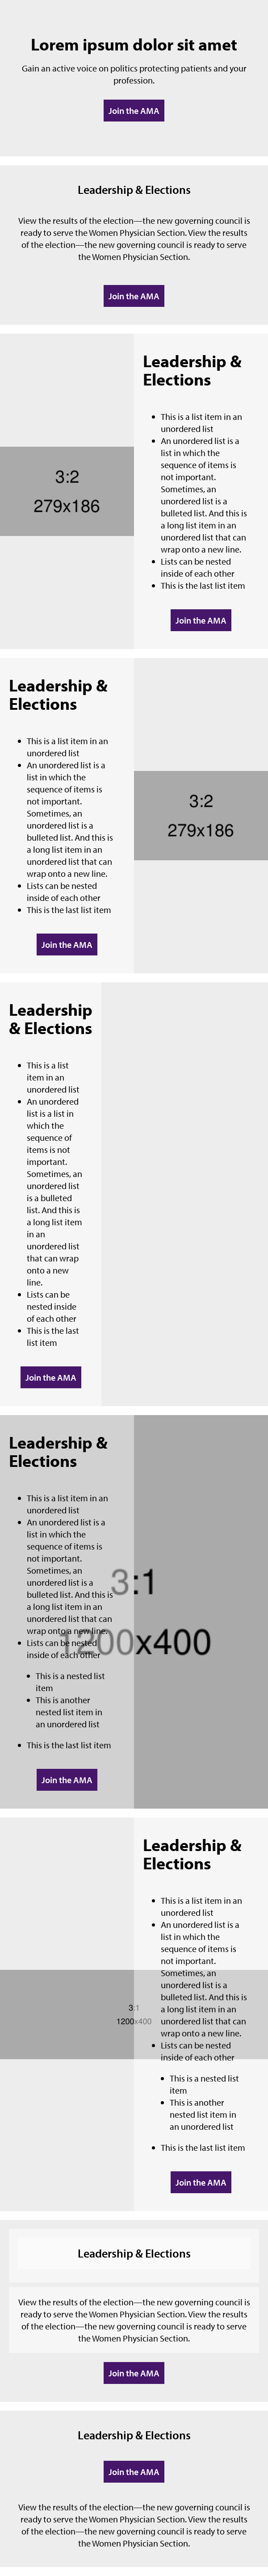 Lorem ipsum dolor sit amet
Gain an active voice on politics protecting patients and your
profession.
Join the AMA
Leadership & Elections
View the results of the election—the new governing council is
ready to serve the Women Physician Section. View the results
of the election—the new governing council is ready to serve
the Women Physician Section.
Join the AMA
3:2
279x186
Leadership &
Elections
• This is a list item in an
unordered list
• An unordered list is a
list in which the
sequence of items is
not important.
Sometimes, an
unordered list is a
bulleted list. And this is
a long list item in an
unordered list that can
wrap onto a new line.
• Lists can be nested
inside of each other
• This is the last list item
Join the AMA
Leadership &
Elections
• This is a list item in an
unordered list
• An unordered list is a
list in which the
sequence of items is
not important.
Sometimes, an
unordered list is a
bulleted list. And this is
a long list item in an
unordered list that can
wrap onto a new line.
• Lists can be nested
inside of each other
• This is the last list item
Join the AMA
3:2
279x186
Leadership
& Elections
• This is a list
item in an
unordered list
• An unordered
list is a list in
which the
sequence of
items is not
important.
Sometimes, an
unordered list
is a bulleted
list. And this is
a long list item
in an
unordered list
that can wrap
onto a new
line.
• Lists can be
nested inside
of each other
• This is the last
list item
Join the AMA
Leadership &
Elections
• This is a list item in an
unordered list
• An unordered list is a
list in which the
sequence of items is
not important.
Sometimes, an
unordered list is a
bulleted list. And this is
a long list item in an
unordered list that can
wrap onto a new line.
• Lists can be nested
inside of each other
• This is a nested list
item
• This is another
nested list item in
an unordered list
• This is the last list item
Join the AMA
3:1
1200x400
3:1
1200x400
Leadership &
Elections
• This is a list item in an
unordered list
• An unordered list is a
list in which the
sequence of items is
not important.
Sometimes, an
unordered list is a
bulleted list. And this is
a long list item in an
unordered list that can
wrap onto a new line.
• Lists can be nested
inside of each other
• This is a nested list
item
• This is another
nested list item in
an unordered list
• This is the last list item
Join the AMA
Leadership & Elections
View the results of the election—the new governing council is
ready to serve the Women Physician Section. View the results
of the election—the new governing council is ready to serve
the Women Physician Section.
Join the AMA
Leadership & Elections
Join the AMA
View the results of the election—the new governing council is
ready to serve the Women Physician Section. View the results
of the election—the new governing council is ready to serve
the Women Physician Section.